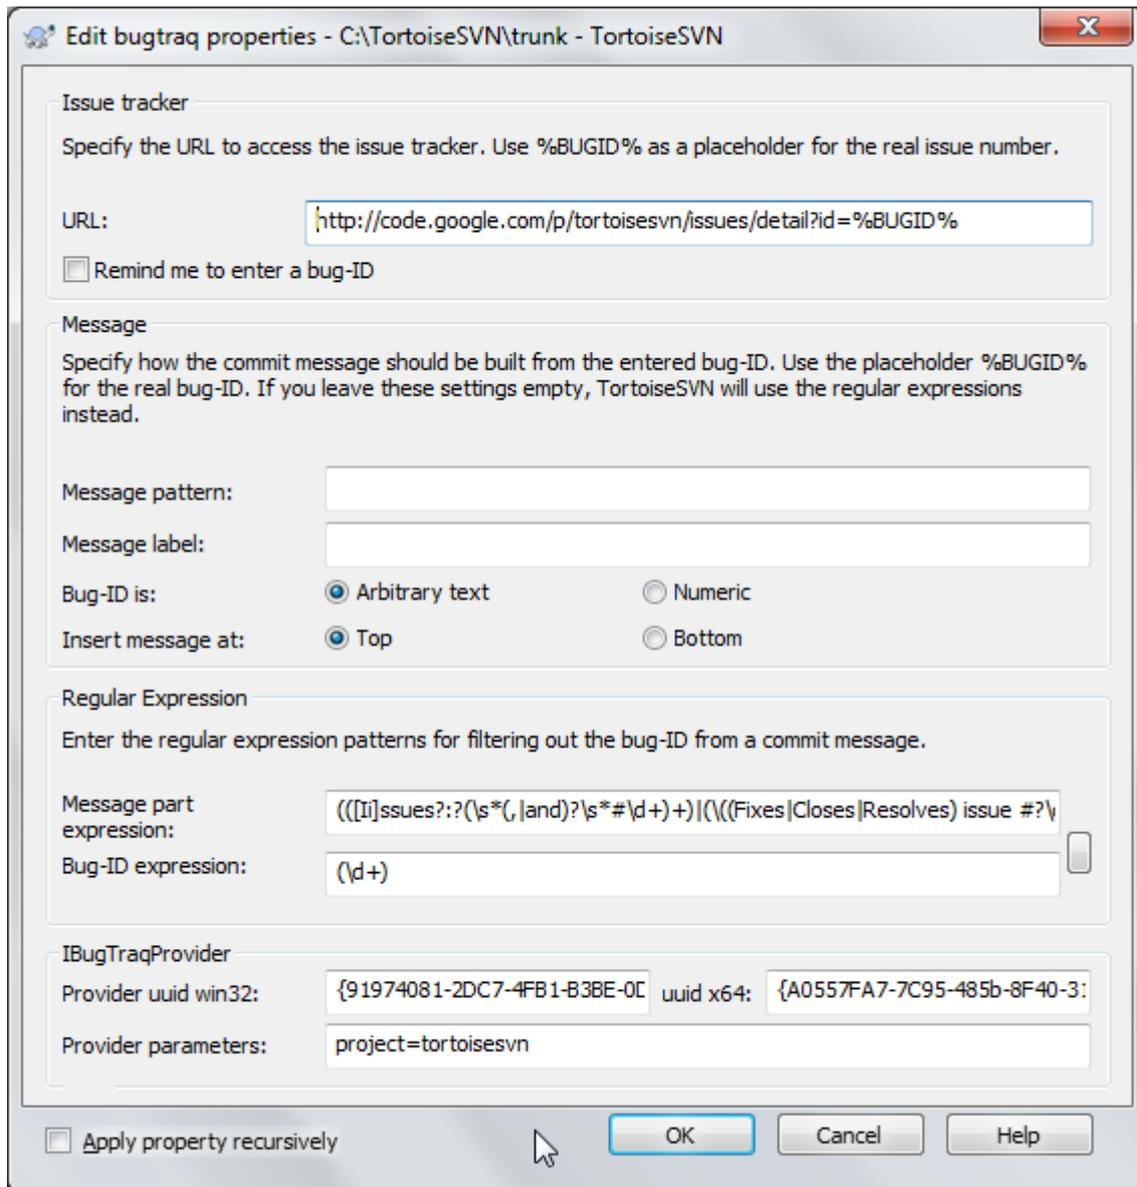 Edit bugtraq properties - C:\TortoiseSVN\trunk - TortoiseSVN
Issue tracker
Specify the URL to access the issue tracker. Use %BUGID% as a placeholder for the real issue number.
URL: http://code.google.com/p/tortoisesvn/issues/detail?id=%BUGID%
Remind me to enter a bug-ID
Message
Specify how the commit message should be built from the entered bug-ID. Use the placeholder %BUGID%
for the real bug-ID. If you leave these settings empty, TortoiseSVN will use the regular expressions
instead.
Message pattern:
Message label:
Bug-ID is: Arbitrary text Numeric
Insert message at: Top Bottom
Regular Expression
Enter the regular expression patterns for filtering out the bug-ID from a commit message.
Message part
expression:
(([Ii]ssues?:?(\s*(,|and)?\s*#\d+)+)|(\((Fixes|Closes|Resolves) issue #?\
Bug-ID expression: (\d+)
IBugTraqProvider
Provider uuid win32: {91974081-2DC7-4FB1-B3BE-0D uuid x64: {A0557FA7-7C95-485b-8F40-31
Provider parameters: project=tortoisesvn
Apply property recursively OK Cancel Help